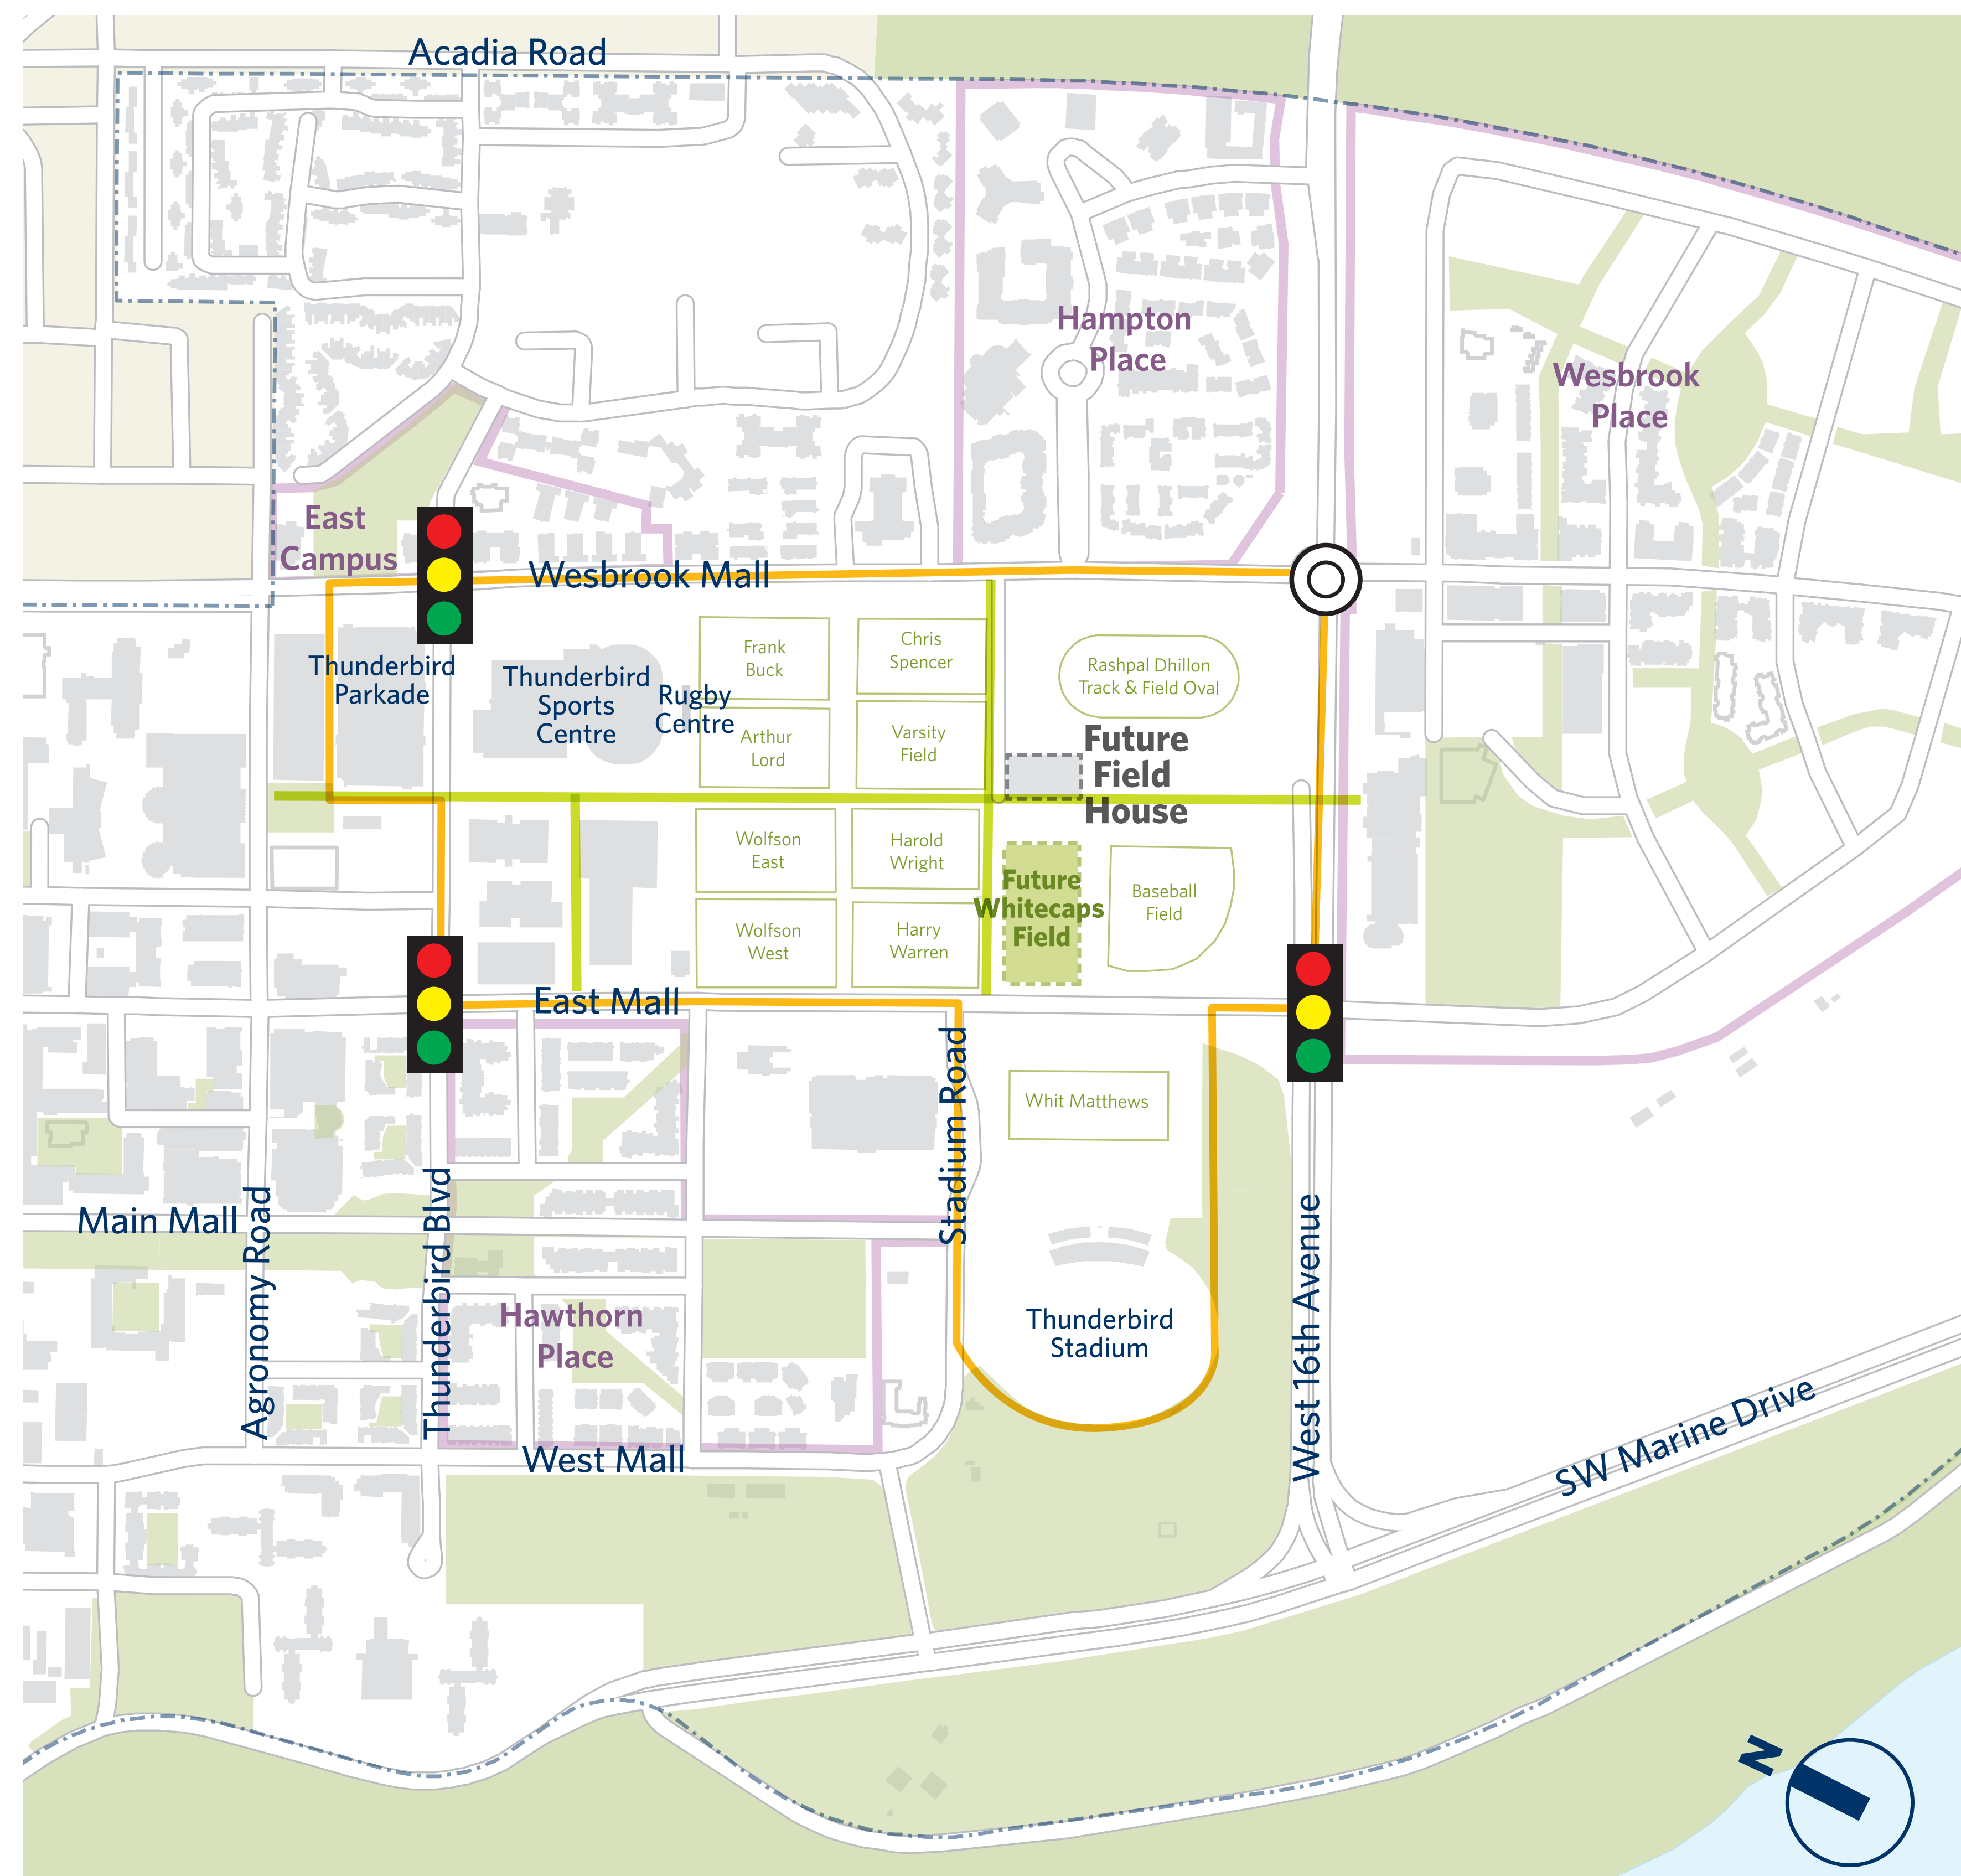 Acadia Road
Hampton
Place
Wesbrook
Place
East
Campus
Wesbrook Mall
Thunderbird
Parkade
Thunderbird
Sports
Centre
Rugby
Centre
Frank
Buck
Chris
Spencer
Arthur
Lord
Varsity
Field
Rashpal Dhillon
Track & Field Oval
Future
Field
House
Wolfson
East
Harold
Wright
Wolfson
West
Harry
Warren
Future
Whitecaps
Field
Baseball
Field
East Mall
Stadium Road
Whit Matthews
Main Mall
Agronomy Road
Thunderbird Blvd
Hawthorn
Place
Thunderbird
Stadium
West 16th Avenue
West Mall
SW Marine Drive
N